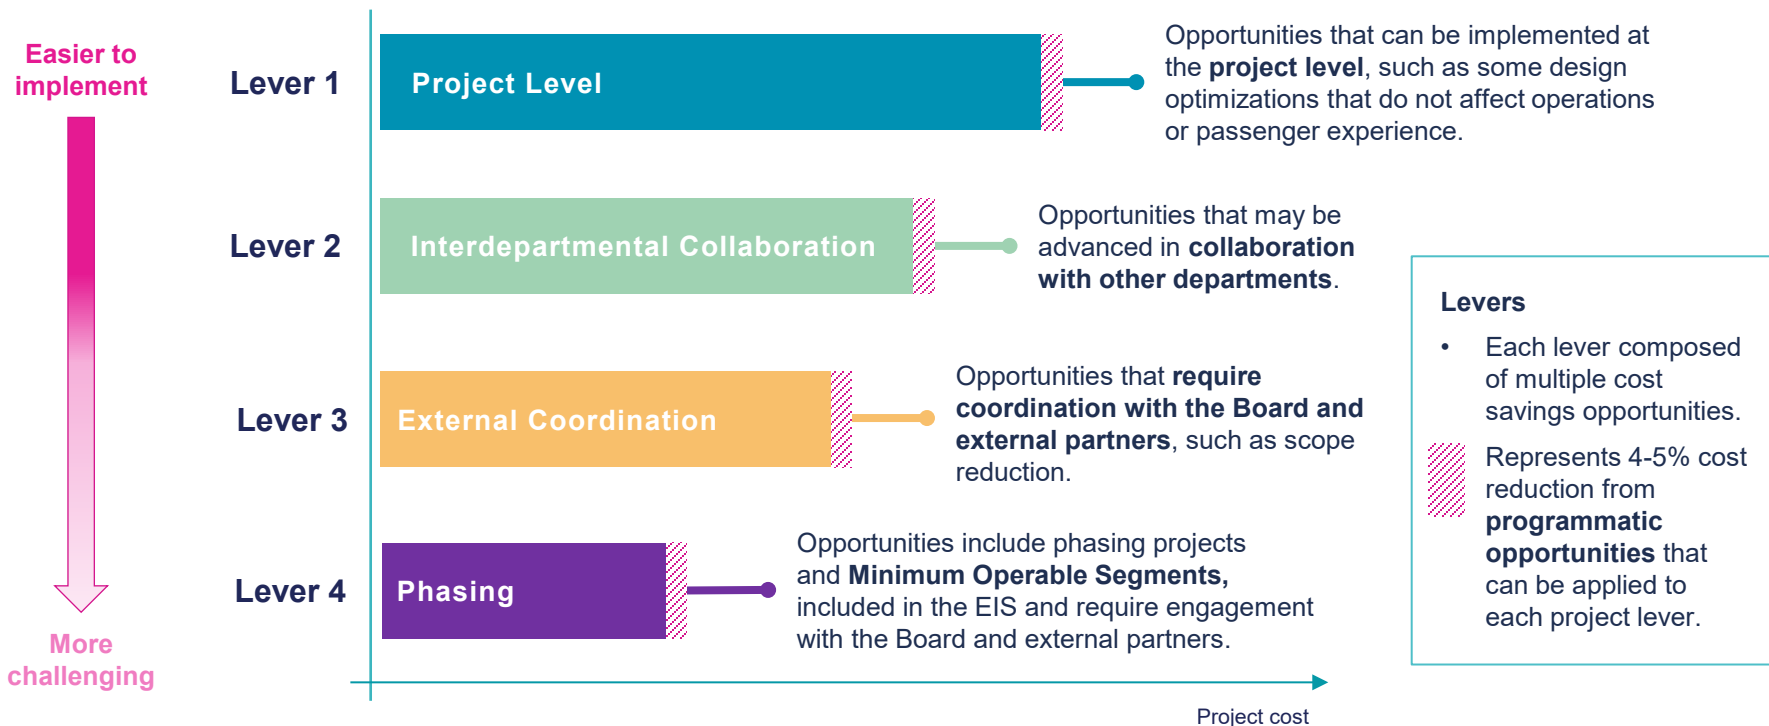 Easier to
implement
Lever 1
Project Level
Opportunities that can be implemented at
the project level, such as some design
optimizations that do not affect operations
or passenger experience.
Lever 2
Interdepartmental Collaboration
Opportunities that may be
advanced in collaboration
with other departments.
Lever 3
External Coordination
Opportunities that require
coordination with the Board and
external partners, such as scope
reduction.
Lever 4
Phasing
Opportunities include phasing projects
and Minimum Operable Segments,
included in the EIS and require engagement
with the Board and external partners.
More
challenging
Project cost
Levers
• Each lever composed
of multiple cost
savings opportunities.
Represents 4-5% cost
reduction from
programmatic
opportunities that
can be applied to
each project lever.